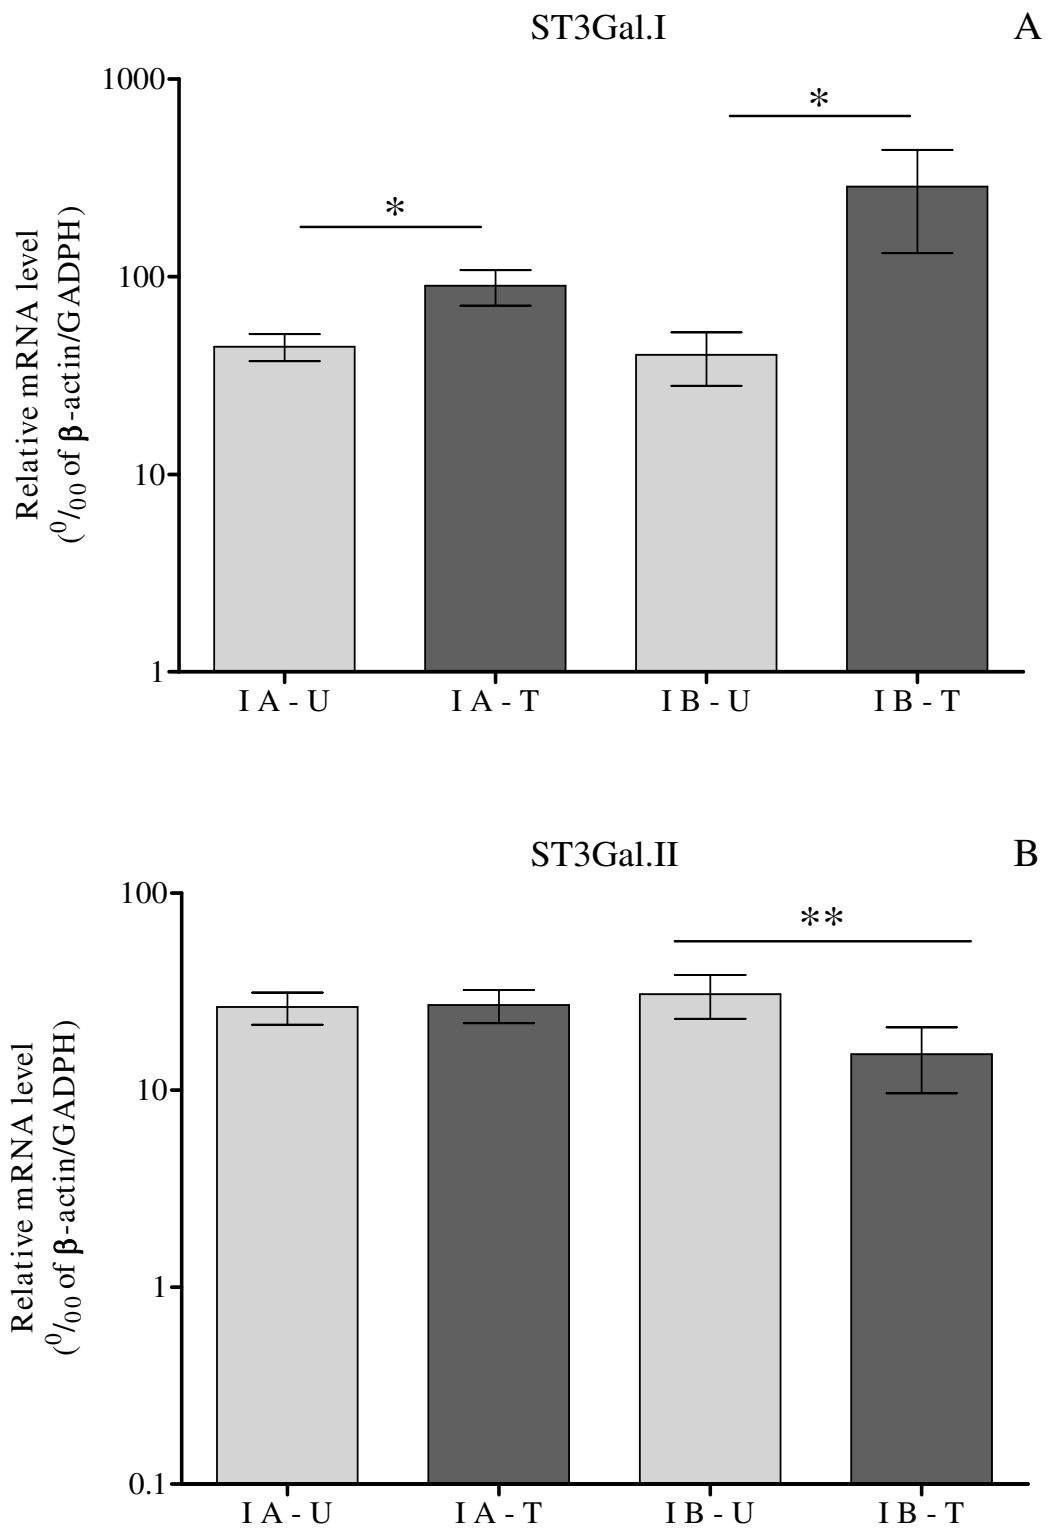 ST3Gal.I
A
1000
100
10
1
Relative mRNA level
(0/00 of β-actin/GADPH)
*
*
I A - U
I A - T
I B - U
I B - T
ST3Gal.II
B
100
10
1
0.1
Relative mRNA level
(0/00 of β-actin/GADPH)
**
I A - U
I A - T
I B - U
I B - T